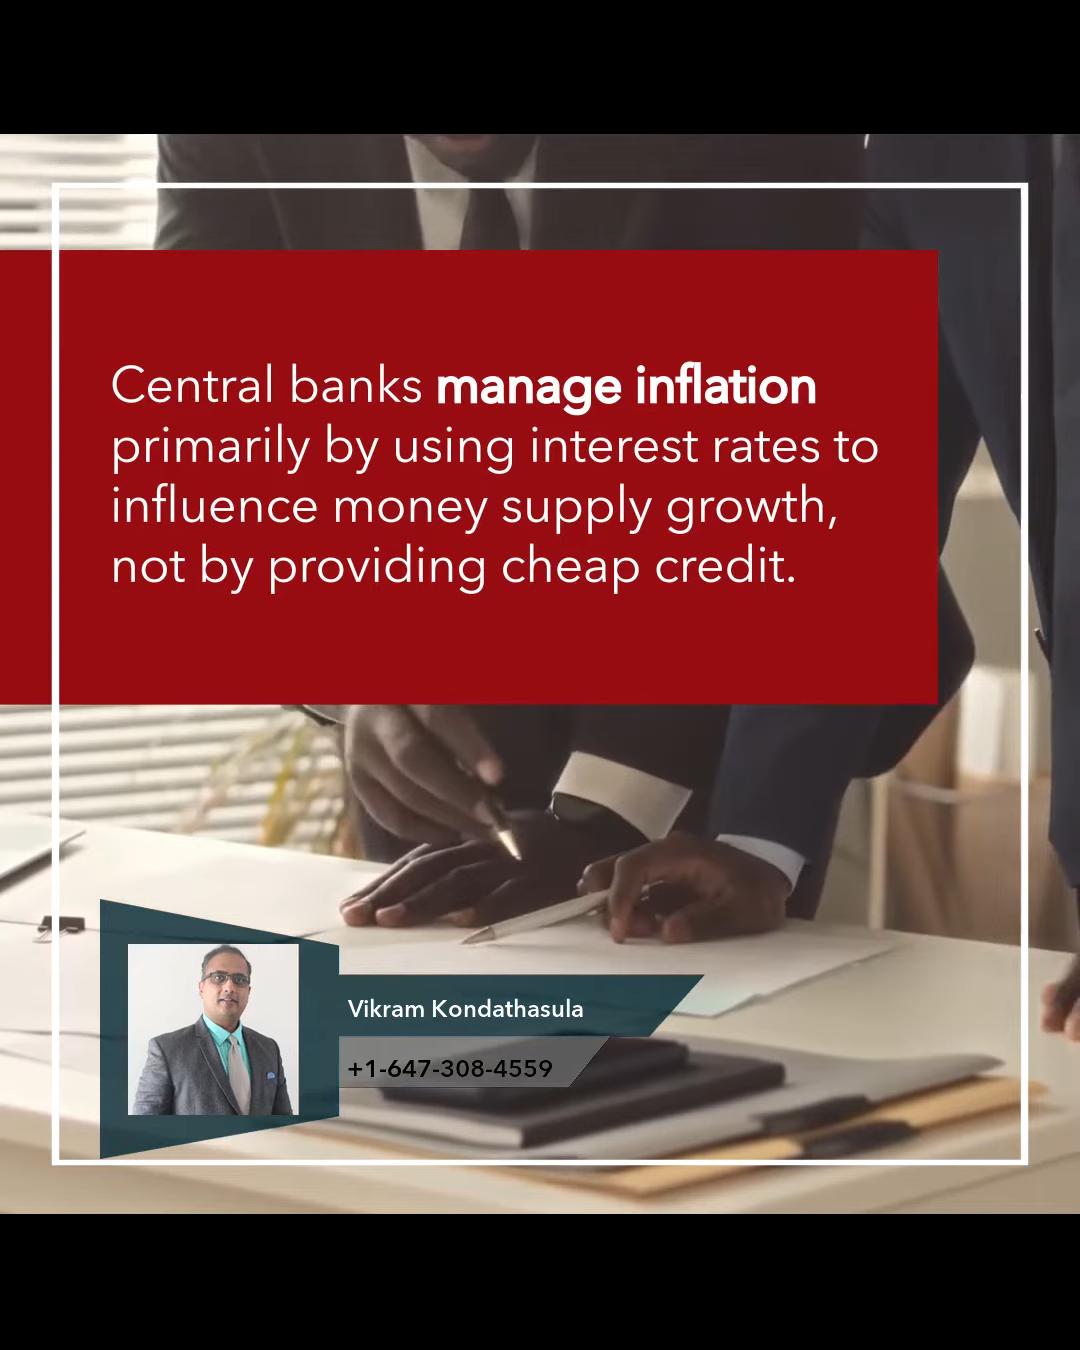 Central banks manage inflation
primarily by using interest rates to
influence money supply growth,
not by providing cheap credit.
Vikram Kondathasula
+1-647-308-4559